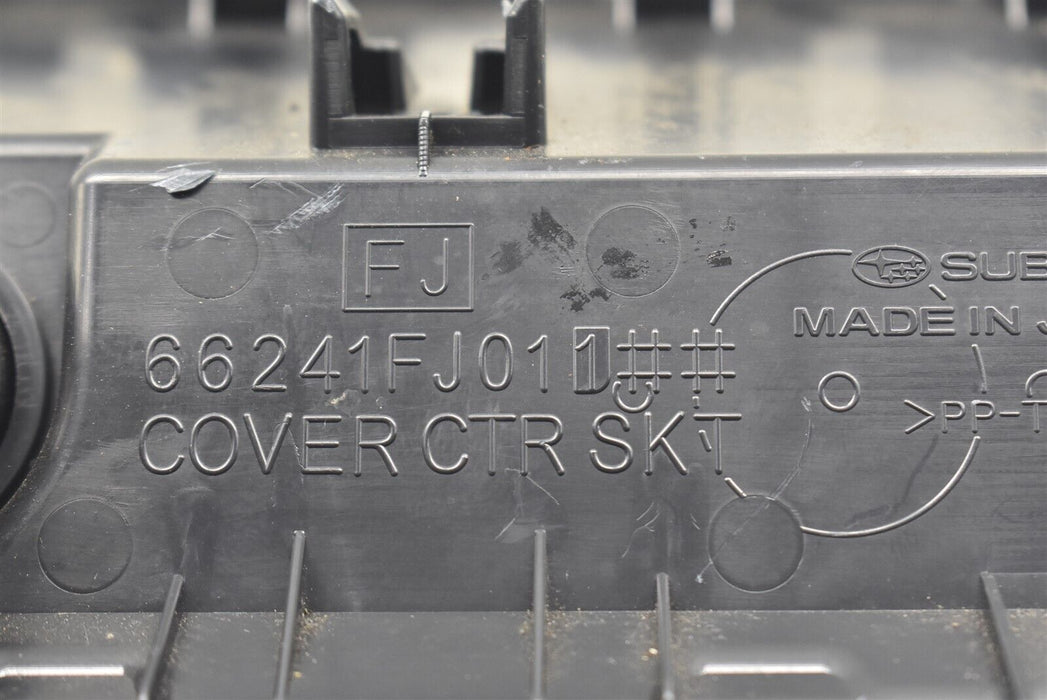 FJ
66241FJ011##
COVER CTR SKT
SUB
MADE IN J
>PP-T